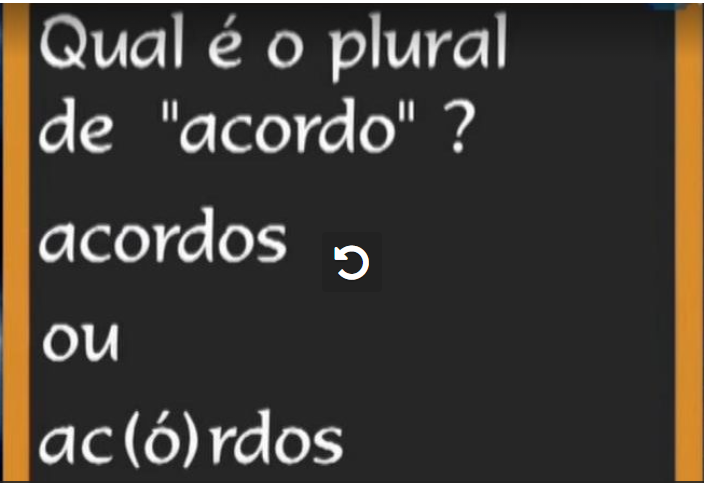 Qual é o plural
de "acordo" ?
acordos
ou
ac(ó)rdos